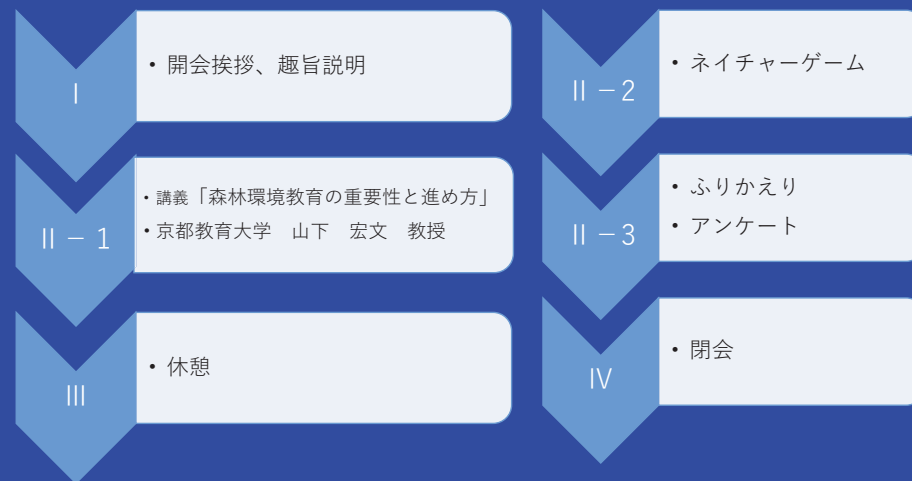 I
・開会挨拶、趣旨説明
II－1
・講義「森林環境教育の重要性と進め方」
・京都教育大学　山下　宏文　教授
III
・休憩
II－2
・ネイチャーゲーム
II－3
・ふりかえり
・アンケート
IV
・閉会